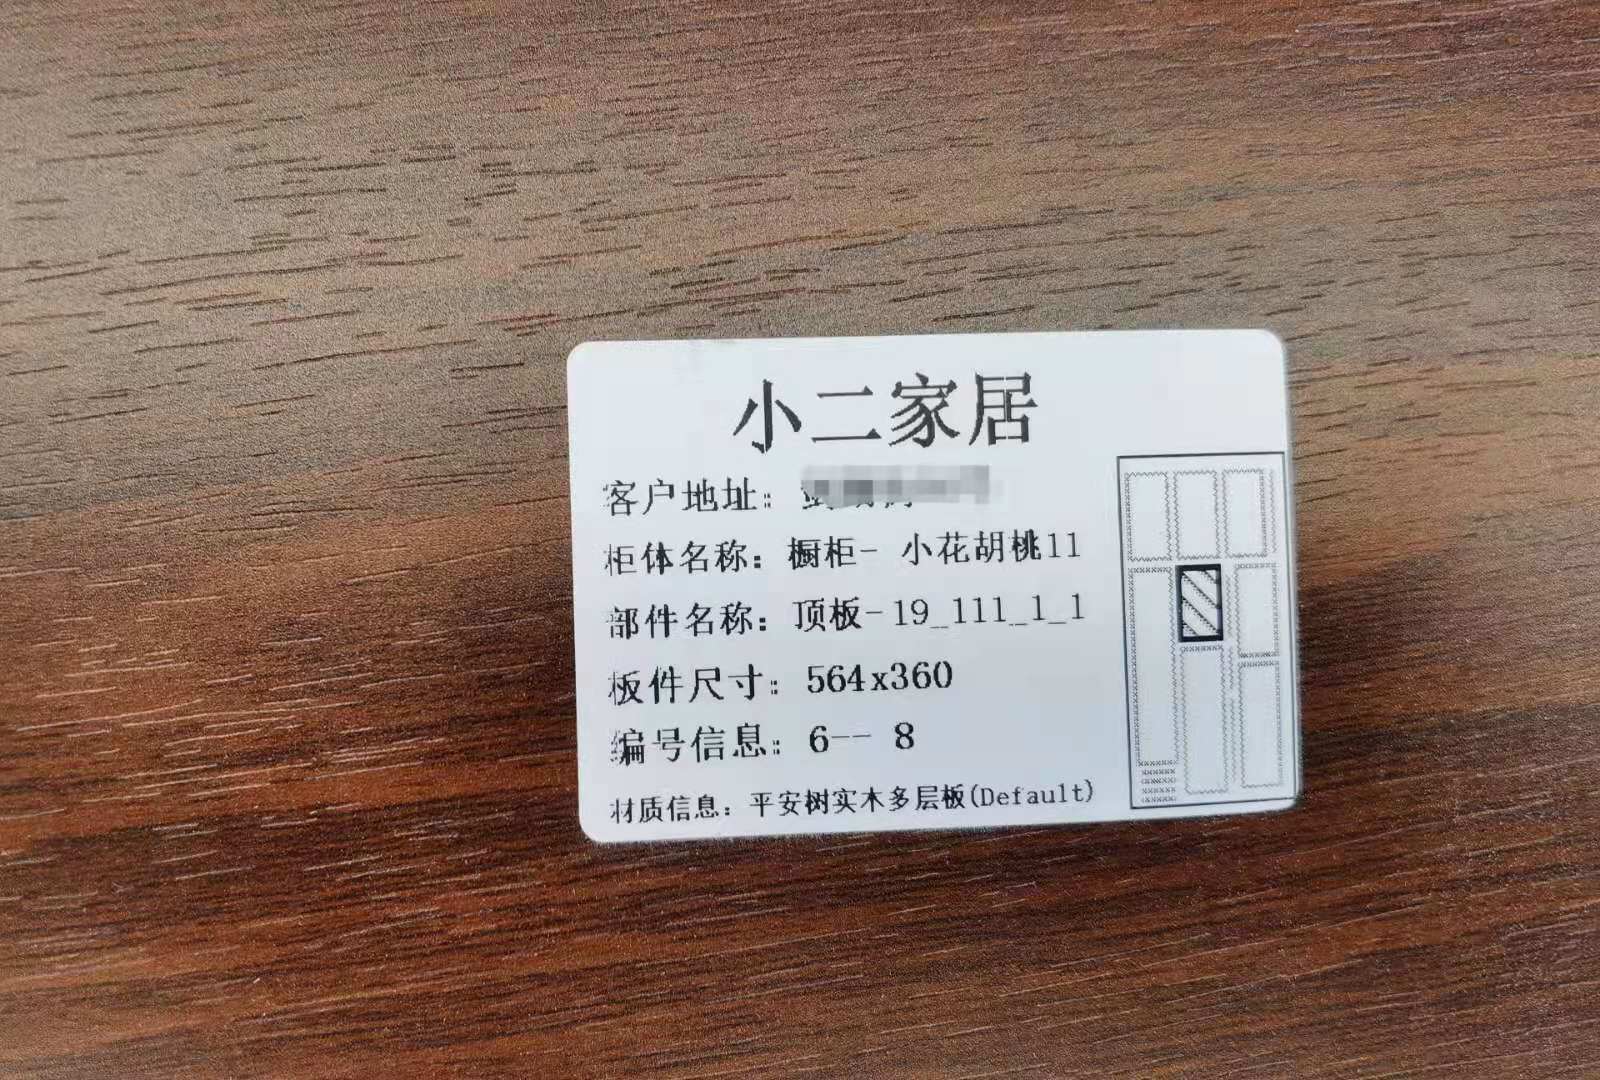 小二家居
客户地址：
柜体名称：橱柜- 小花胡桃11
部件名称：顶板-19_111_1_1
板件尺寸：564x360
编号信息：6-- 8
材质信息：平安树实木多层板(Default)